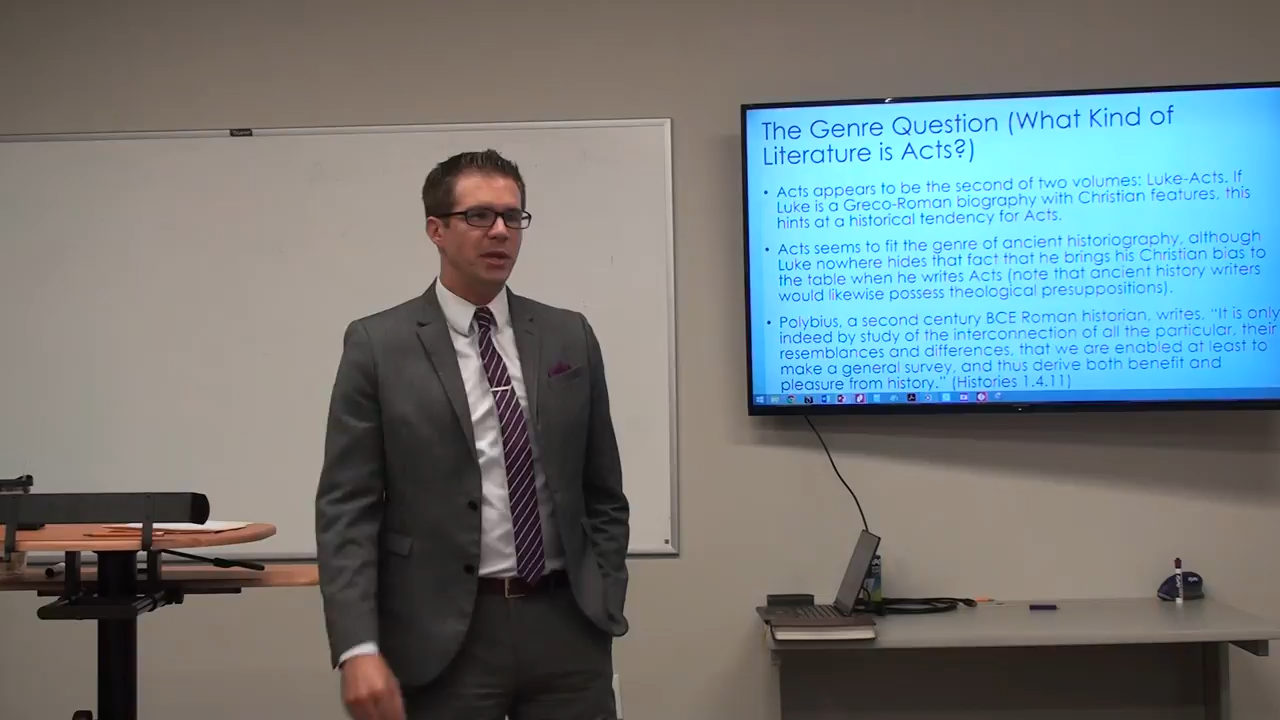 The Genre Question (What Kind of
Literature is Acts?)
• Acts appears to be the second of two volumes: Luke-Acts. If
Luke is a Greco-Roman biography with Christian features, this
hints at a historical tendency for Acts.
• Acts seems to fit the genre of ancient historiography, although
Luke nowhere hides that fact that he brings his Christian bias to
the table when he writes Acts (note that ancient history writers
would likewise possess theological presuppositions).
• Polybius, a second century BCE Roman historian, writes. “It is only
indeed by study of the interconnection of all the particular, their
resemblances and differences, that we are enabled at least to
make a general survey, and thus derive both benefit and
pleasure from history.” (Histories 1.4.11)